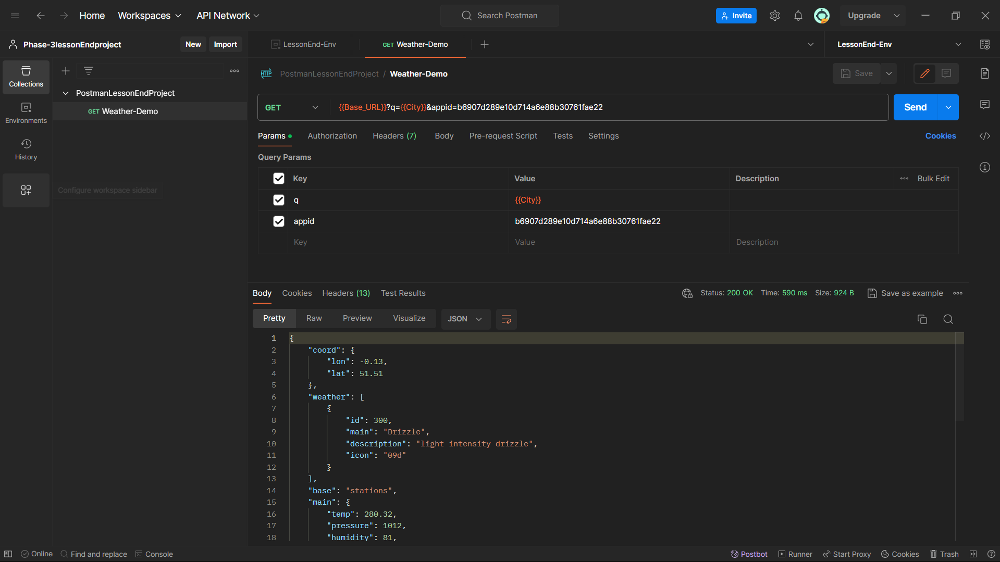 Home Workspaces API Network Search Postman Invite Upgrade
Phase-3lessonEndproject New Import LessonEnd-Env GET Weather-Demo LessonEnd-Env
Collections
Environments
History
PostmanLessonEndProject
GET Weather-Demo
Configure workspace sidebar
HTTP PostmanLessonEndProject / Weather-Demo Save
GET {{Base_URL}}?q={{City}}&appid=b6907d289e10d714a6e88b30761fae22 Send
Params Authorization Headers (7) Body Pre-request Script Tests Settings Cookies
Query Params
Key Value Description Bulk Edit
q {{City}}
appid b6907d289e10d714a6e88b30761fae22
Key Value Description
Body Cookies Headers (13) Test Results Status: 200 OK Time: 590 ms Size: 924 B Save as example
Pretty Raw Preview Visualize JSON
1 {
2 "coord": {
3 "lon": -0.13,
4 "lat": 51.51
5 },
6 "weather": [
7 {
8 "id": 300,
9 "main": "Drizzle",
10 "description": "light intensity drizzle",
11 "icon": "09d"
12 }
13 ],
14 "base": "stations",
15 "main": {
16 "temp": 280.32,
17 "pressure": 1012,
18 "humidity": 81,
Online Find and replace Console Postbot Runner Start Proxy Cookies Trash